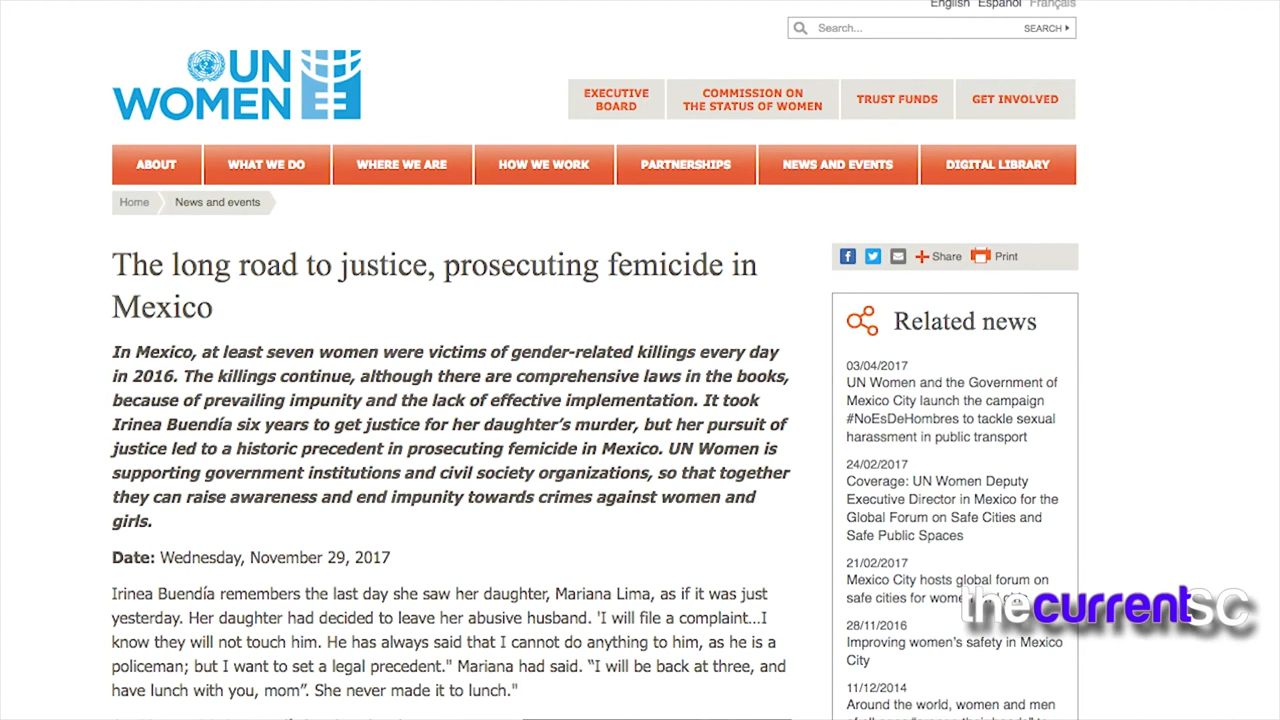 English Español Français
Search... SEARCH
UN
WOMEN
EXECUTIVE
BOARD
COMMISSION ON
THE STATUS OF WOMEN
TRUST FUNDS
GET INVOLVED
ABOUT
WHAT WE DO
WHERE WE ARE
HOW WE WORK
PARTNERSHIPS
NEWS AND EVENTS
DIGITAL LIBRARY
Home
News and events
The long road to justice, prosecuting femicide in
Mexico
In Mexico, at least seven women were victims of gender-related killings every day
in 2016. The killings continue, although there are comprehensive laws in the books,
because of prevailing impunity and the lack of effective implementation. It took
Irinea Buendía six years to get justice for her daughter’s murder, but her pursuit of
justice led to a historic precedent in prosecuting femicide in Mexico. UN Women is
supporting government institutions and civil society organizations, so that together
they can raise awareness and end impunity towards crimes against women and
girls.
Date: Wednesday, November 29, 2017
Irinea Buendía remembers the last day she saw her daughter, Mariana Lima, as if it was just
yesterday. Her daughter had decided to leave her abusive husband. 'I will file a complaint...I
know they will not touch him. He has always said that I cannot do anything to him, as he is a
policeman; but I want to set a legal precedent." Mariana had said. “I will be back at three, and
have lunch with you, mom”. She never made it to lunch."
Share Print
Related news
03/04/2017
UN Women and the Government of
Mexico City launch the campaign
#NoEsDeHombres to tackle sexual
harassment in public transport
24/02/2017
Coverage: UN Women Deputy
Executive Director in Mexico for the
Global Forum on Safe Cities and
Safe Public Spaces
21/02/2017
Mexico City hosts global forum on
safe cities for
28/11/2016
Improving women’s safety in Mexico
City
11/12/2014
Around the world, women and men
thecurrentSC